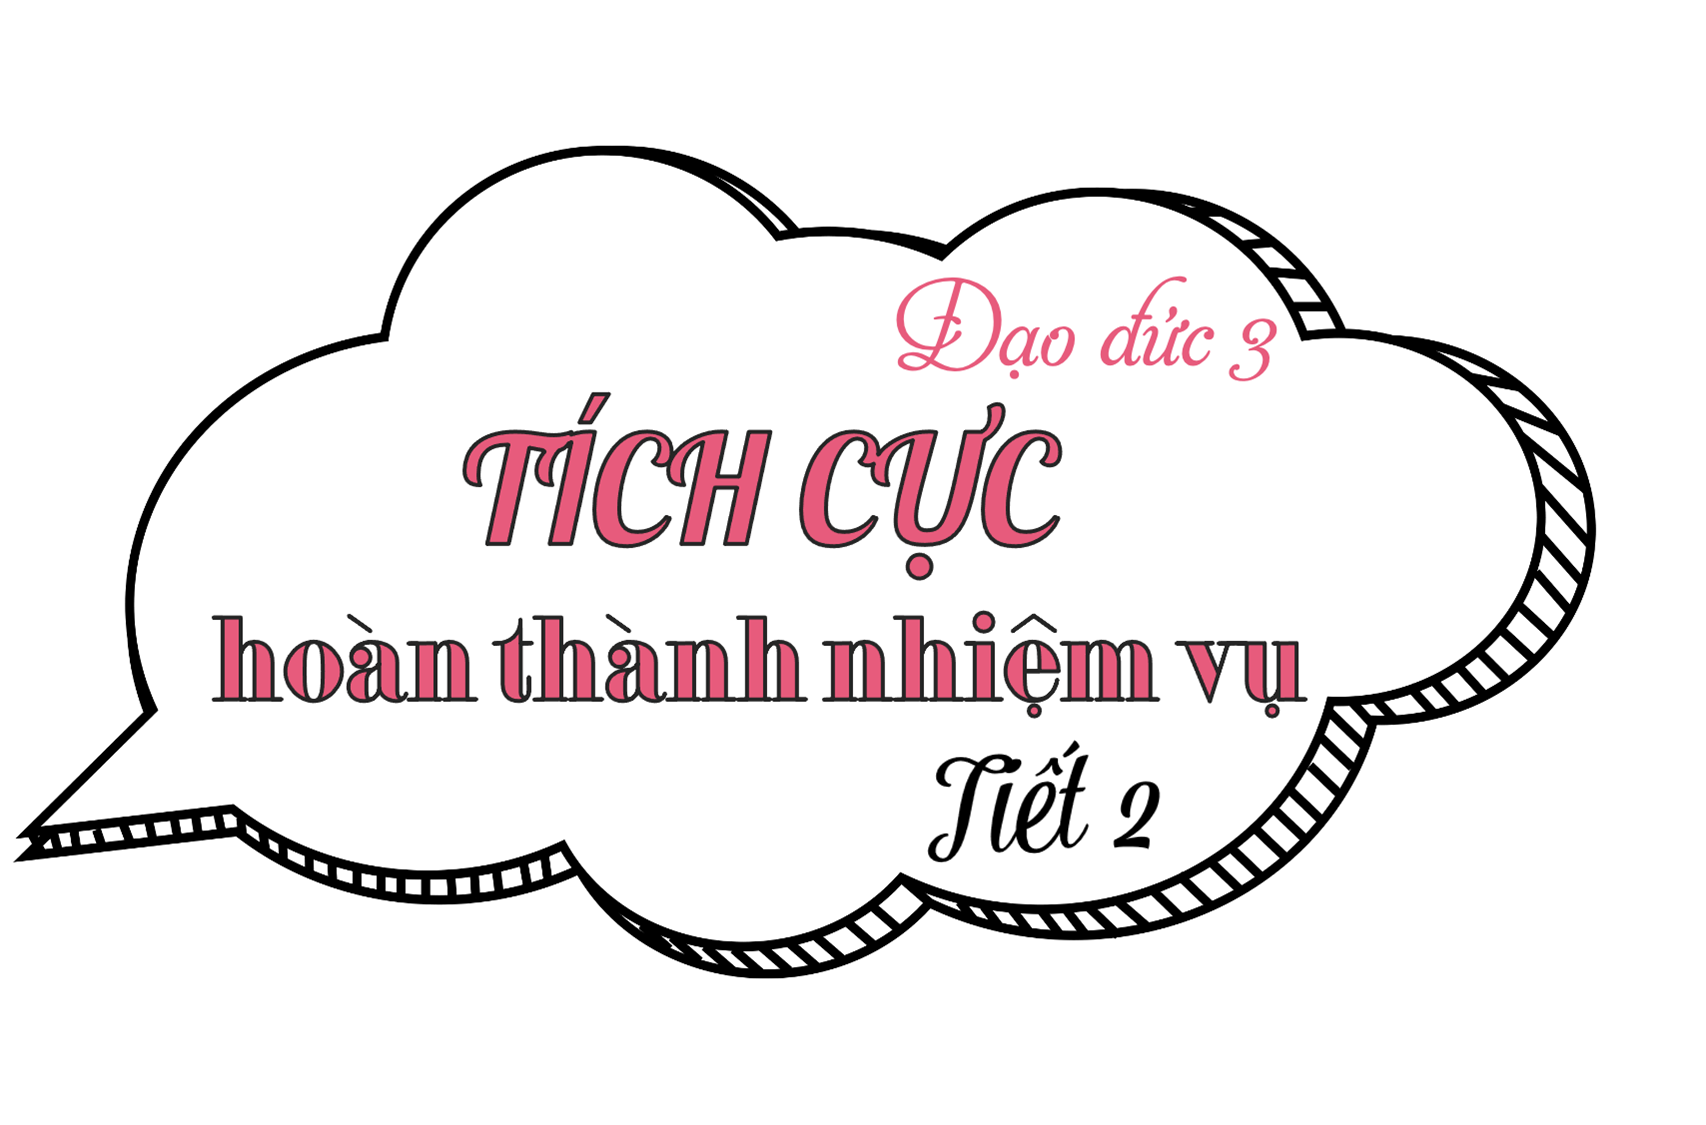 Đạo đức 3
TÍCH CỰC
hoàn thành nhiệm vụ
Tiết 2